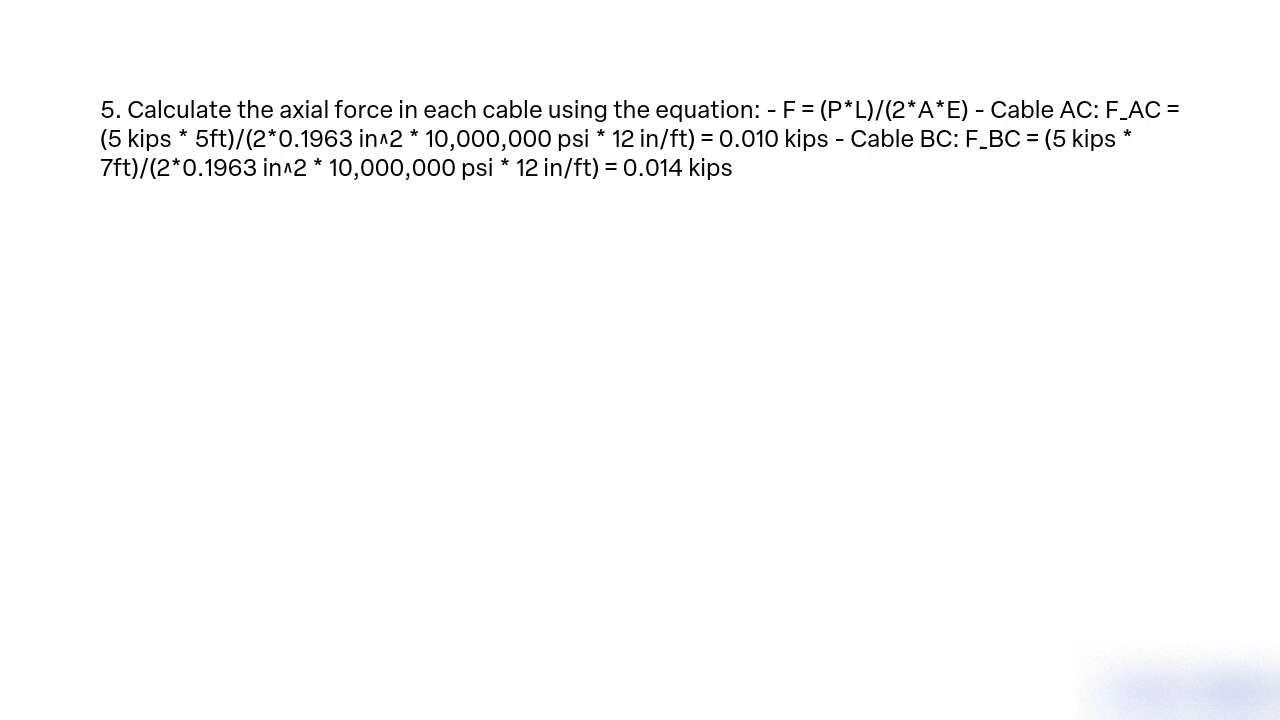 5. Calculate the axial force in each cable using the equation: - F = (P*L)/(2*A*E) - Cable AC: F_AC =
(5 kips * 5ft)/(2*0.1963 in^2 * 10,000,000 psi * 12 in/ft) = 0.010 kips - Cable BC: F_BC = (5 kips *
7ft)/(2*0.1963 in^2 * 10,000,000 psi * 12 in/ft) = 0.014 kips